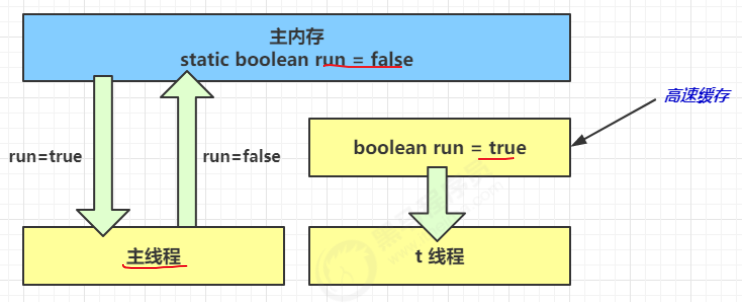 主内存
static boolean run = false
高速缓存
boolean run = true
run=true
run=false
主线程
t 线程